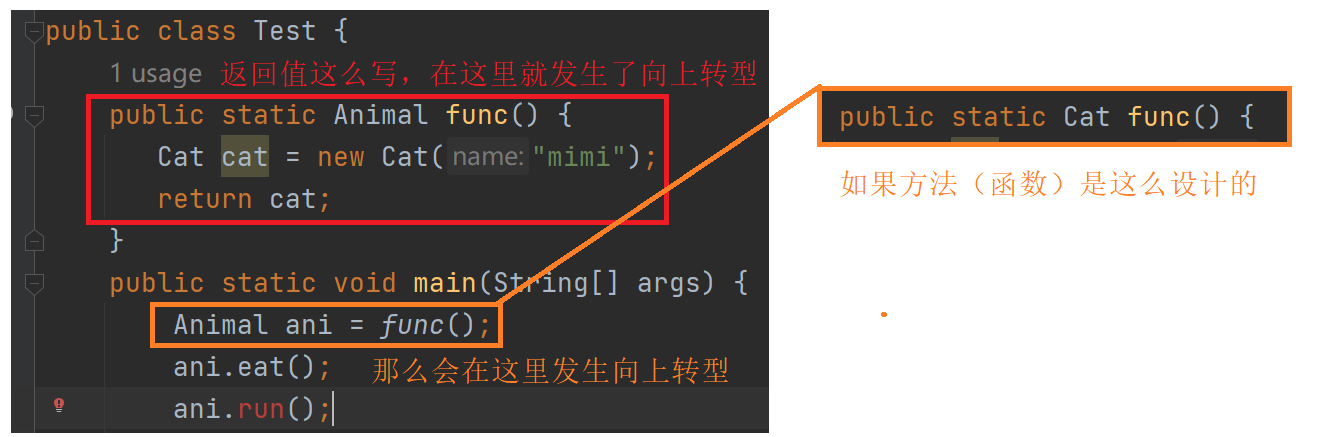 public class Test {
1 usage 返回值这么写，在这里就发生了向上转型
public static Animal func() {
Cat cat = new Cat( name: "mimi");
return cat;
}
public static void main(String[] args) {
Animal ani = func();
ani.eat(); 那么会在这里发生向上转型
ani.run();
public static Cat func() {
如果方法（函数）是这么设计的